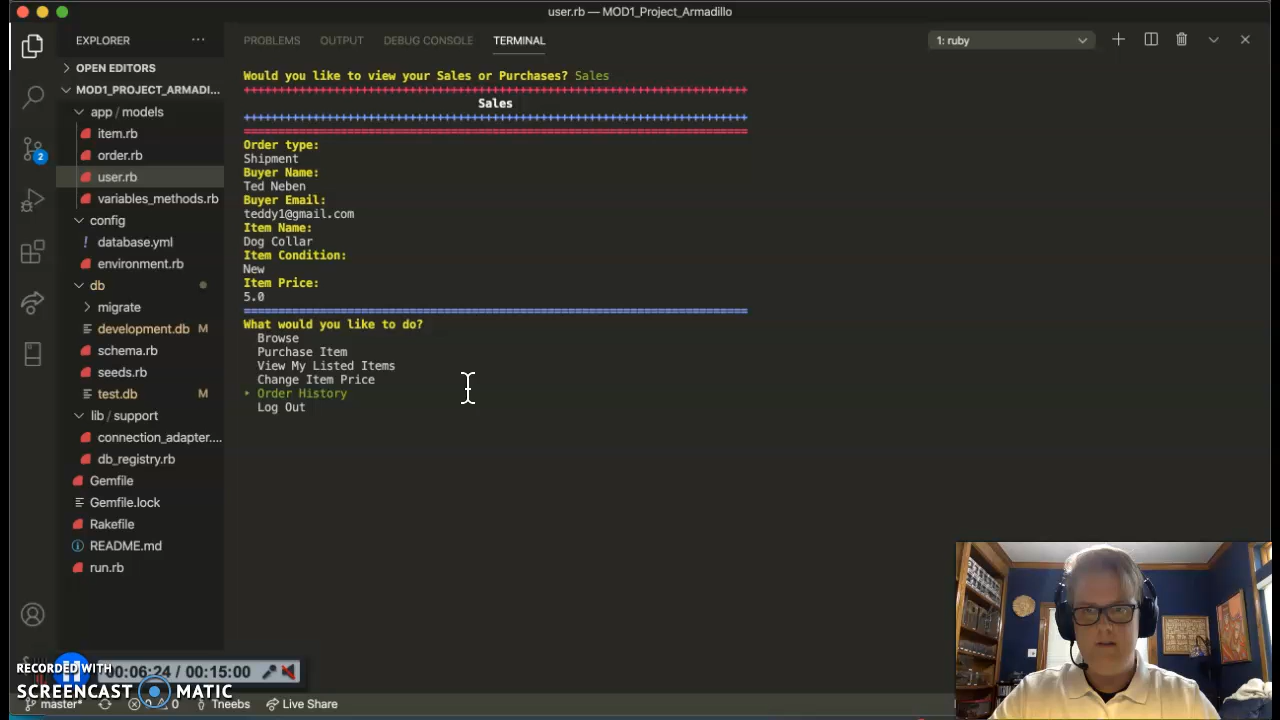 user.rb — MOD1_Project_Armadillo
EXPLORER
OPEN EDITORS
MOD1_PROJECT_ARMADI...
app / models
item.rb
order.rb
user.rb
variables_methods.rb
config
! database.yml
environment.rb
db
migrate
development.db M
schema.rb
seeds.rb
test.db M
lib / support
connection_adapter....
db_registry.rb
Gemfile
Gemfile.lock
Rakefile
README.md
run.rb
2
PROBLEMS OUTPUT DEBUG CONSOLE TERMINAL
1: ruby
Would you like to view your Sales or Purchases? Sales
Sales
Order type:
Shipment
Buyer Name:
Ted Neben
Buyer Email:
teddy1@gmail.com
Item Name:
Dog Collar
Item Condition:
New
Item Price:
5.0
What would you like to do?
Browse
Purchase Item
View My Listed Items
Change Item Price
‣ Order History
Log Out
RECORDED WITH
SCREENCAST MATIC
00:06:24 / 00:15:00
master* 0 Tneebs Live Share